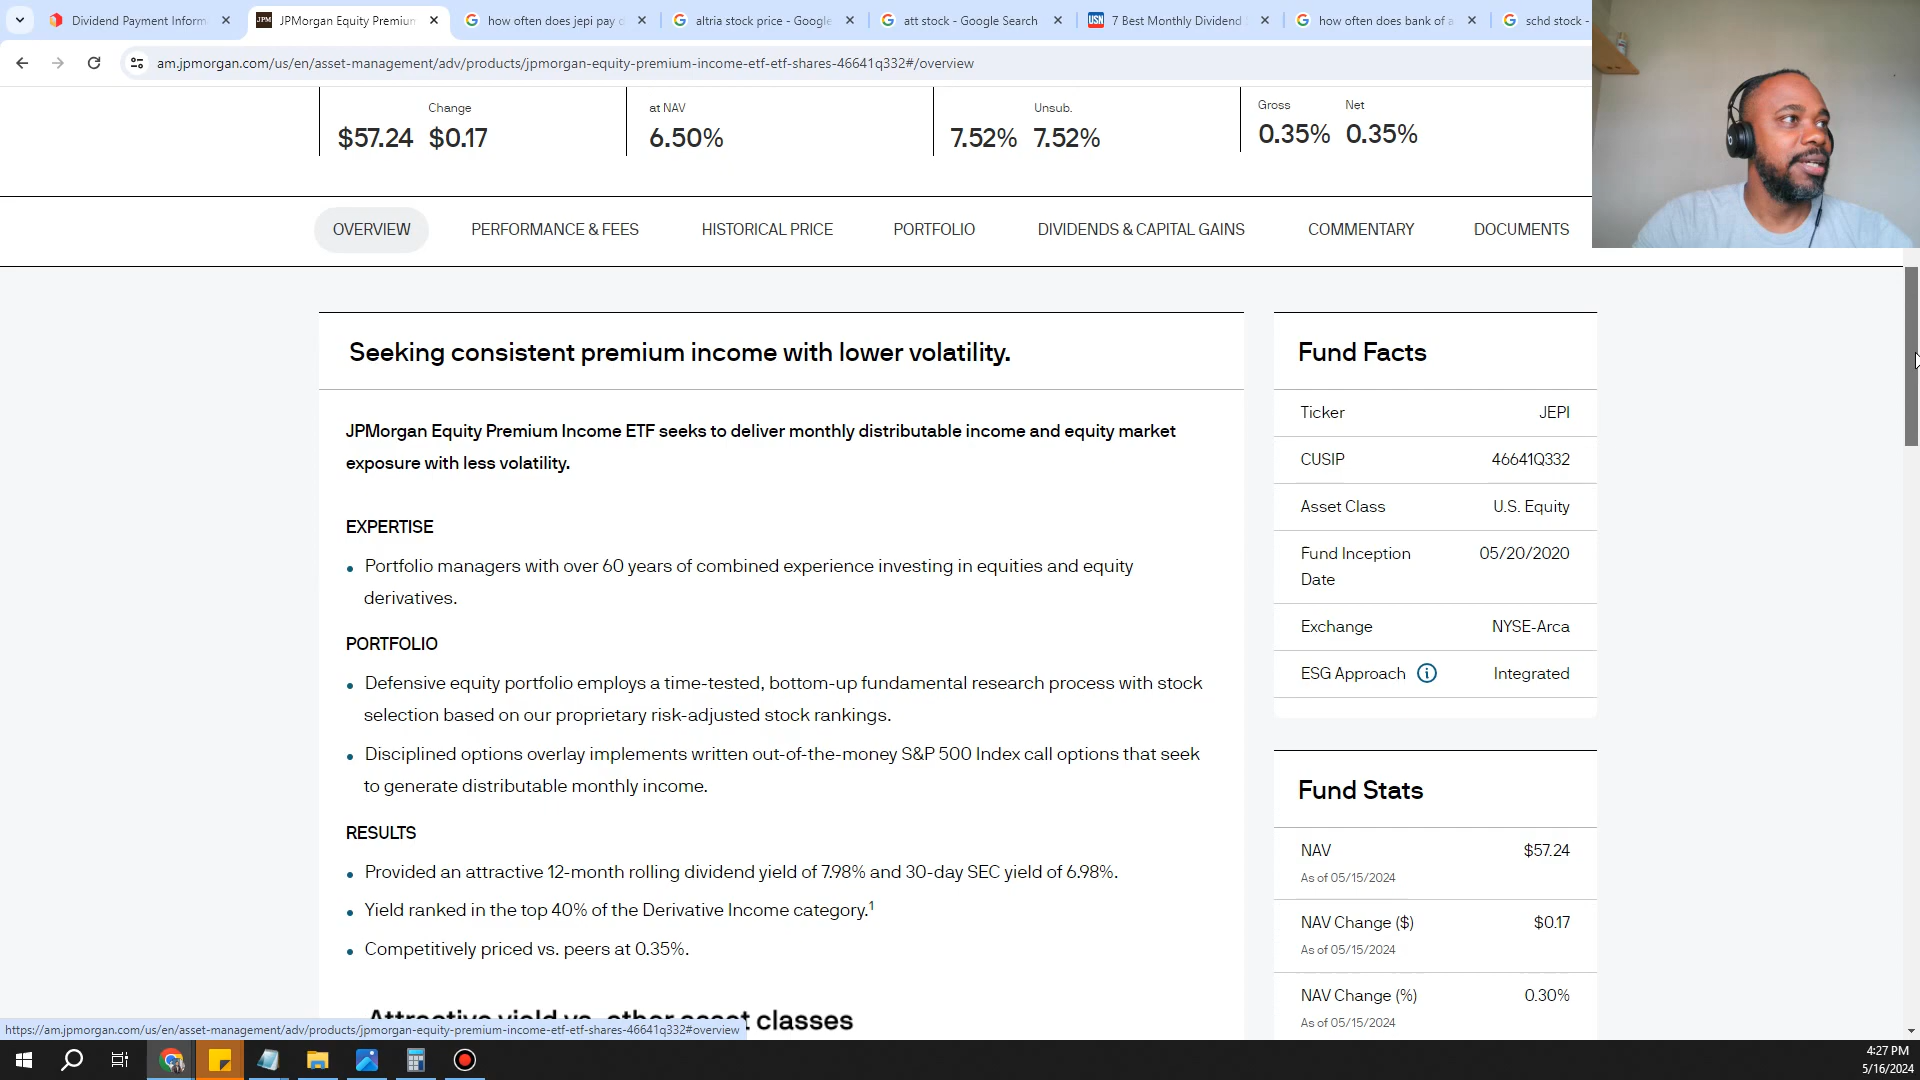 Dividend Payment Inform
JPMorgan Equity Premium
how often does jepi pay d
altria stock price - Google
att stock - Google Search
7 Best Monthly Dividend
how often does bank of a
schd stock -
am.jpmorgan.com/us/en/asset-management/adv/products/jpmorgan-equity-premium-income-etf-etf-shares-46641q332#/overview
Change
at NAV
Unsub.
Gross
Net
$57.24 $0.17
6.50%
7.52% 7.52%
0.35% 0.35%
OVERVIEW
PERFORMANCE & FEES
HISTORICAL PRICE
PORTFOLIO
DIVIDENDS & CAPITAL GAINS
COMMENTARY
DOCUMENTS
Seeking consistent premium income with lower volatility.
JPMorgan Equity Premium Income ETF seeks to deliver monthly distributable income and equity market
exposure with less volatility.
EXPERTISE
• Portfolio managers with over 60 years of combined experience investing in equities and equity
derivatives.
PORTFOLIO
• Defensive equity portfolio employs a time-tested, bottom-up fundamental research process with stock
selection based on our proprietary risk-adjusted stock rankings.
• Disciplined options overlay implements written out-of-the-money S&P 500 Index call options that seek
to generate distributable monthly income.
RESULTS
• Provided an attractive 12-month rolling dividend yield of 7.98% and 30-day SEC yield of 6.98%.
• Yield ranked in the top 40% of the Derivative Income category.1
• Competitively priced vs. peers at 0.35%.
Attractive yield vs. other asset classes
Fund Facts
Ticker JEPI
CUSIP 46641Q332
Asset Class U.S. Equity
Fund Inception 05/20/2020
Date
Exchange NYSE-Arca
ESG Approach Integrated
Fund Stats
NAV $57.24
As of 05/15/2024
NAV Change ($) $0.17
As of 05/15/2024
NAV Change (%) 0.30%
As of 05/15/2024
https://am.jpmorgan.com/us/en/asset-management/adv/products/jpmorgan-equity-premium-income-etf-etf-shares-46641q332#overview
4:27 PM
5/16/2024